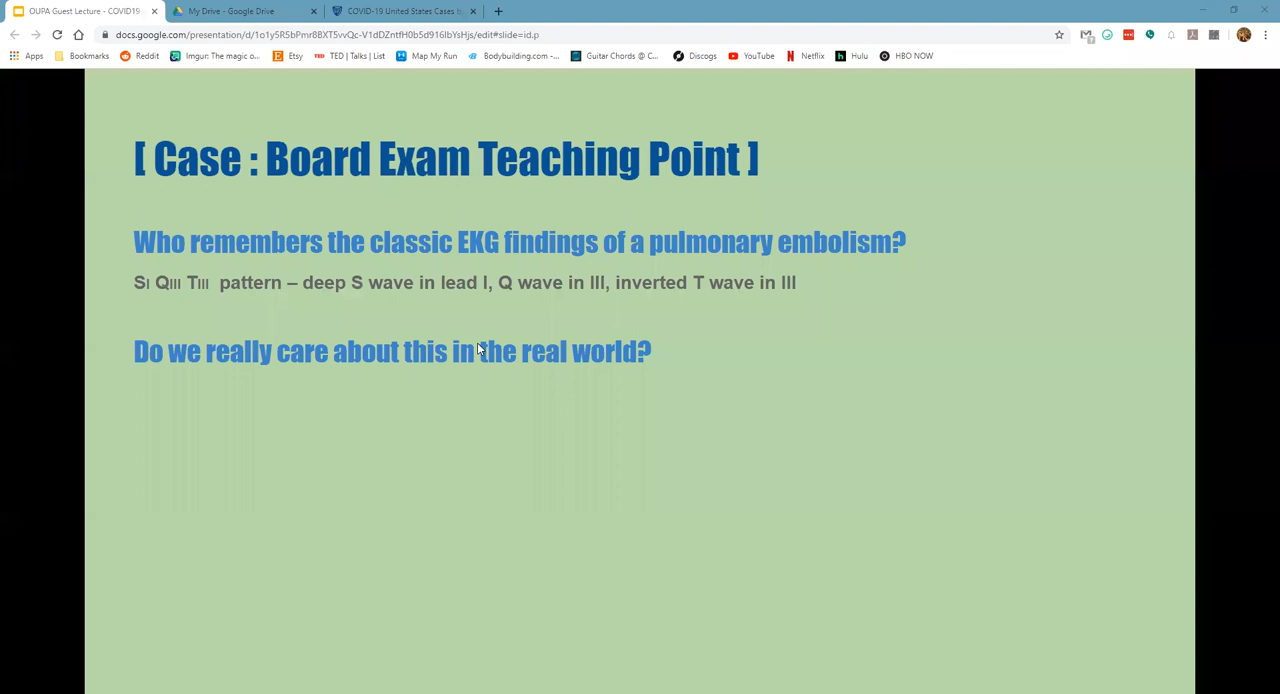 OUPA Guest Lecture - COVID19
My Drive - Google Drive
COVID-19 United States Cases b
docs.google.com/presentation/d/1o1y5R5bPmr8BXT5vvQc-V1dDZntfH0b5d916IbYsHjs/edit#slide=id.p
Apps Bookmarks Reddit Imgur: The magic o... Etsy TED | Talks | List Map My Run Bodybuilding.com -... Guitar Chords @ C... Discogs YouTube Netflix Hulu HBO NOW
[ Case : Board Exam Teaching Point ]
Who remembers the classic EKG findings of a pulmonary embolism?
SI QIII TIII pattern – deep S wave in lead I, Q wave in III, inverted T wave in III
Do we really care about this in the real world?